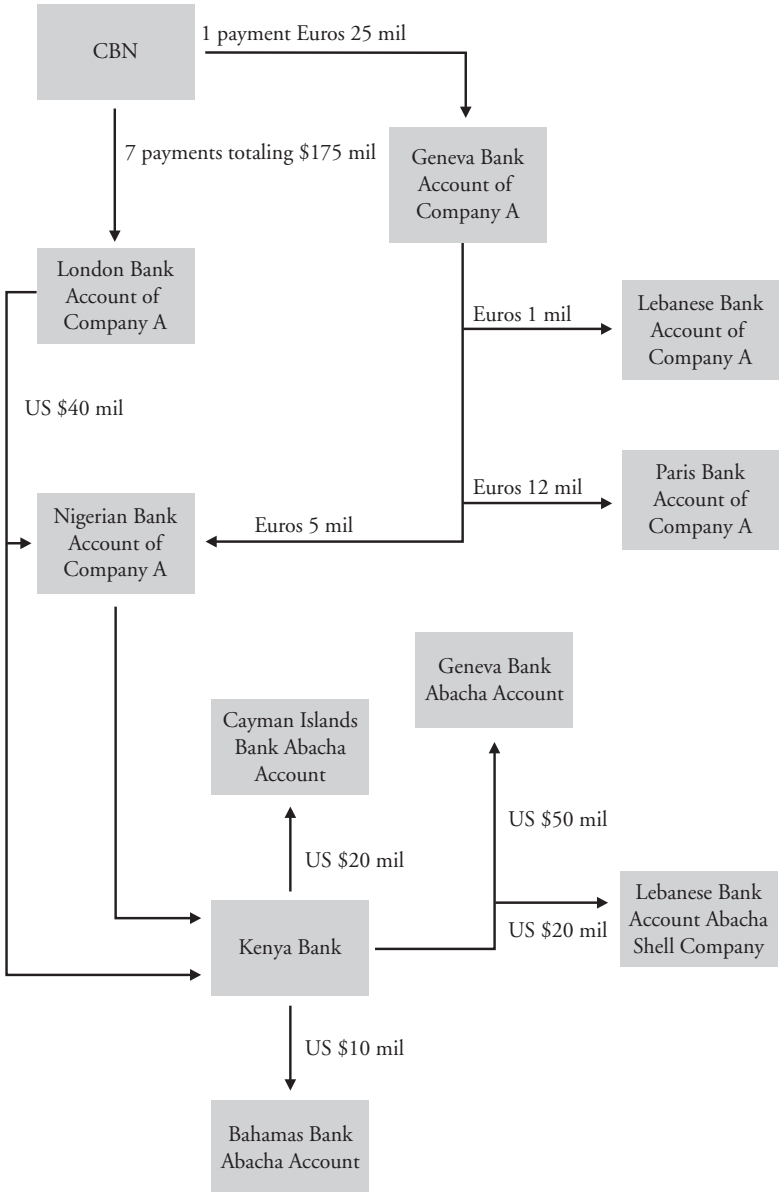 CBN
1 payment Euros 25 mil
7 payments totaling $175 mil
Geneva Bank
Account of
Company A
London Bank
Account of
Company A
Euros 1 mil
Lebanese Bank
Account of
Company A
US $40 mil
Euros 12 mil
Paris Bank
Account of
Company A
Nigerian Bank
Account of
Company A
Euros 5 mil
Geneva Bank
Abacha Account
Cayman Islands
Bank Abacha
Account
US $50 mil
US $20 mil
Lebanese Bank
Account Abacha
Shell Company
US $20 mil
Kenya Bank
US $10 mil
Bahamas Bank
Abacha Account